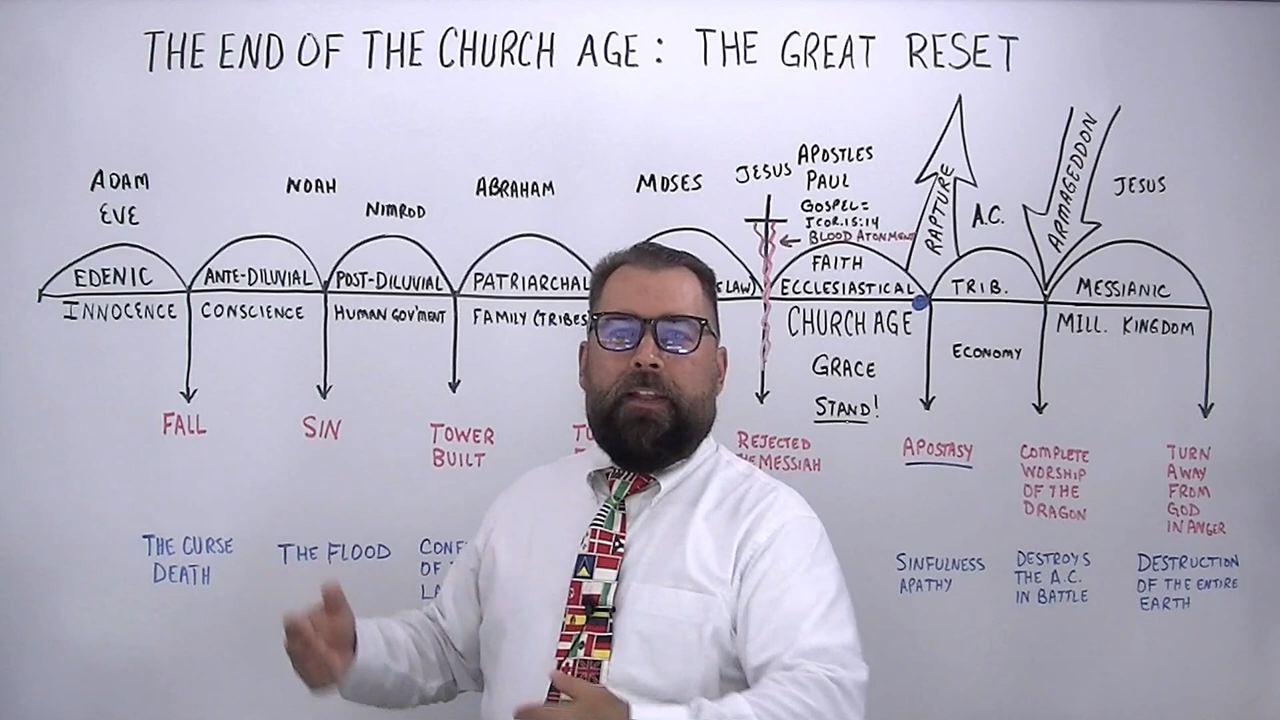 THE END OF THE CHURCH AGE: THE GREAT RESET
ADAM
EVE
NOAH
NIMROD
ABRAHAM
MOSES
JESUS
APOSTLES
PAUL
GOSPEL=
1COR.15:14
BLOOD ATONMENT
RAPTURE
A.C.
ARMAGEDDON
JESUS
EDENIC
ANTE-DILUVIAL
POST-DILUVIAL
PATRIARCHAL
LAW)
FAITH
ECCLESIASTICAL
TRIB.
MESSIANIC
INNOCENCE
CONSCIENCE
HUMAN GOV'MENT
FAMILY (TRIBES
CHURCH AGE
GRACE
STAND!
ECONOMY
MILL. KINGDOM
FALL
SIN
TOWER
BUILT
REJECTED
MESSIAH
APOSTASY
COMPLETE
WORSHIP
OF THE
DRAGON
TURN
AWAY
FROM
GOD
IN ANGER
THE CURSE
DEATH
THE FLOOD
CONF
OF
LA
SINFULNESS
APATHY
DESTROYS
THE A.C.
IN BATTLE
DESTRUCTION
OF THE ENTIRE
EARTH